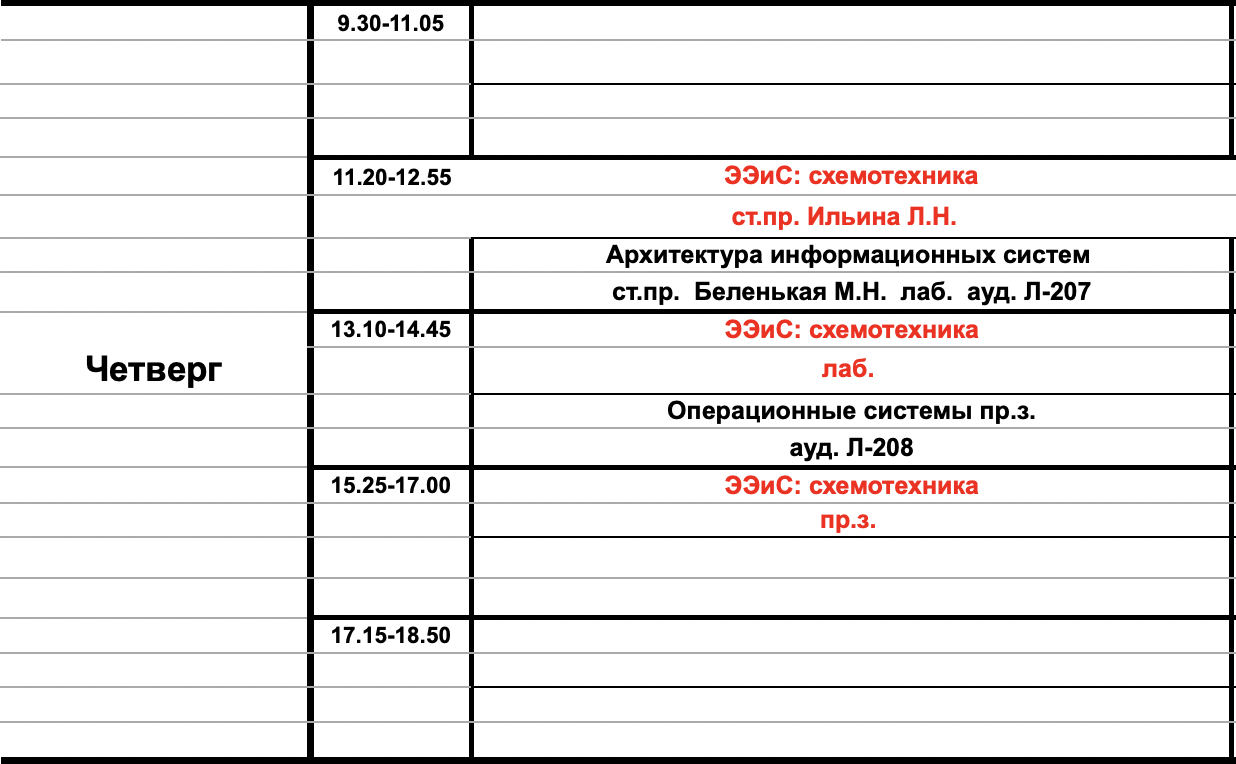 9.30-11.05
11.20-12.55 ЭЭиС: схемотехника
ст.пр. Ильина Л.Н.
Архитектура информационных систем
ст.пр. Беленькая М.Н. лаб. ауд. Л-207
13.10-14.45 ЭЭиС: схемотехника
Четверг лаб.
Операционные системы пр.з.
ауд. Л-208
15.25-17.00 ЭЭиС: схемотехника
пр.з.
17.15-18.50